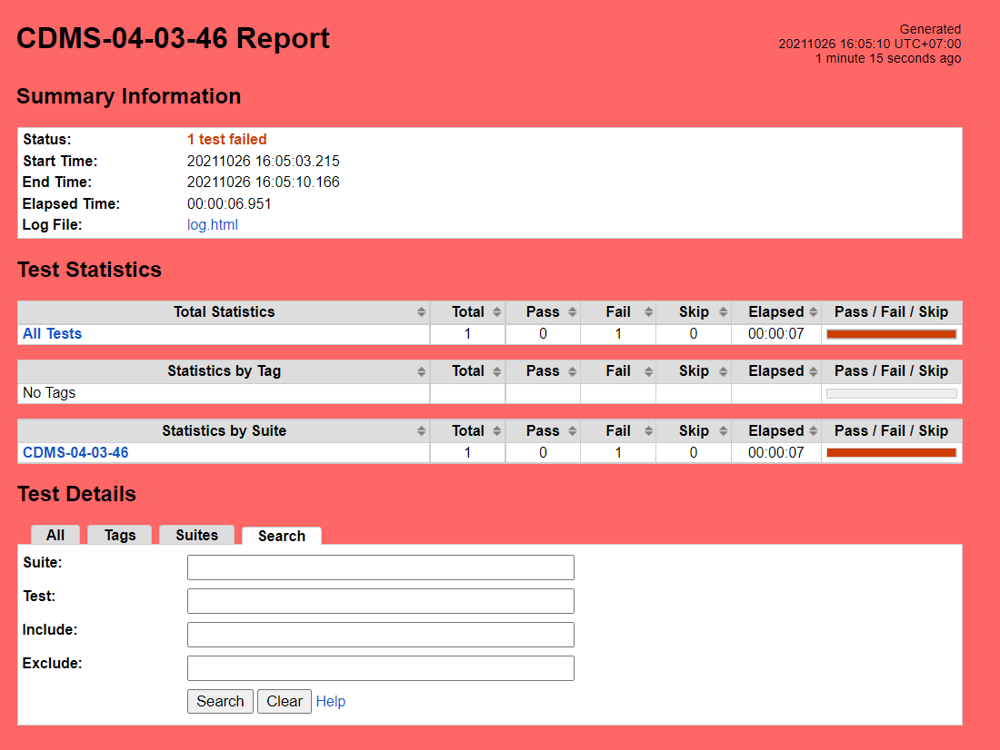 CDMS-04-03-46 Report
Generated
20211026 16:05:10 UTC+07:00
1 minute 15 seconds ago
Summary Information
Status: 1 test failed
Start Time: 20211026 16:05:03.215
End Time: 20211026 16:05:10.166
Elapsed Time: 00:00:06.951
Log File: log.html
Test Statistics
Total Statistics Total Pass Fail Skip Elapsed Pass / Fail / Skip
All Tests 1 0 1 0 00:00:07
Statistics by Tag Total Pass Fail Skip Elapsed Pass / Fail / Skip
No Tags
Statistics by Suite Total Pass Fail Skip Elapsed Pass / Fail / Skip
CDMS-04-03-46 1 0 1 0 00:00:07
Test Details
All Tags Suites Search
Suite:
Test:
Include:
Exclude:
Search Clear Help